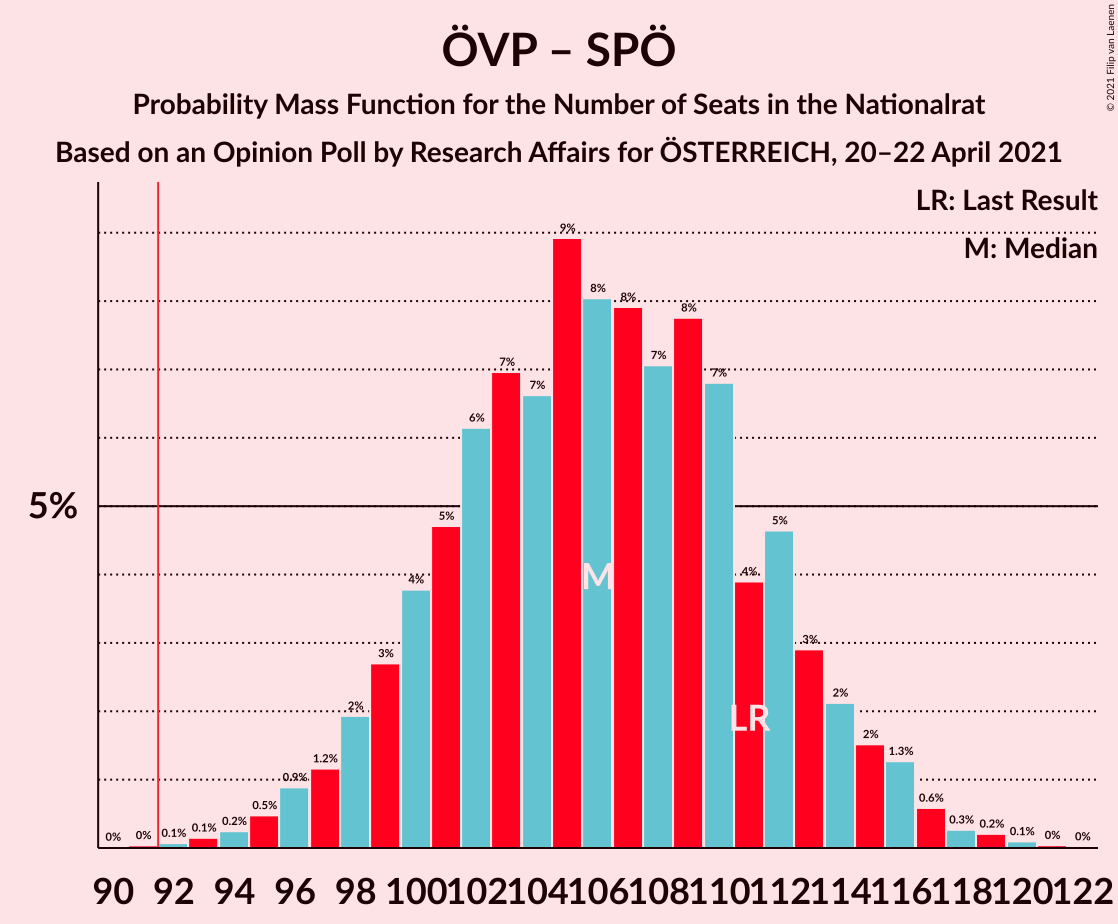 ÖVP – SPÖ
Probability Mass Function for the Number of Seats in the Nationalrat
Based on an Opinion Poll by Research Affairs for ÖSTERREICH, 20–22 April 2021
© 2021 Filip van Laenen
LR: Last Result
M: Median
5%
0% 0% 0.1% 0.1% 0.2% 0.5% 0.9% 1.2% 2% 3% 4% 5% 6% 7% 7% 9% 8% 8% 7% 8% 7% 4% 5% 3% 2% 2% 1.3% 0.6% 0.3% 0.2% 0.1% 0% 0%
M
LR
90 92 94 96 98 100 102 104 106 108 110 112 114 116 118 120 122